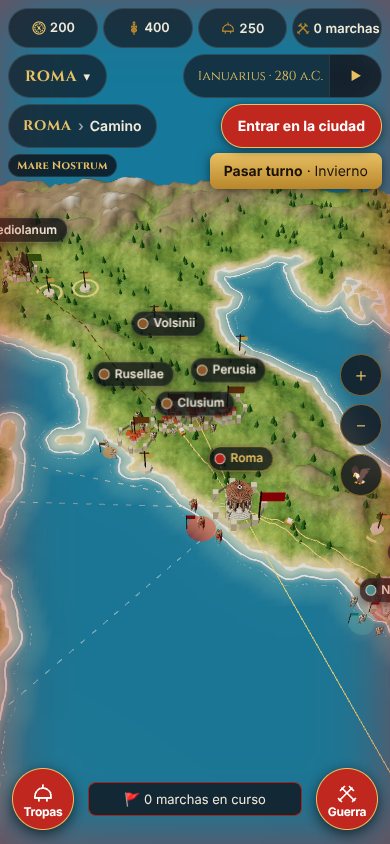 200
400
250
0 marchas
ROMA ▾
IANUARIUS · 280 A.C.
ROMA › Camino
Entrar en la ciudad
MARE NOSTRUM
Pasar turno · Invierno
ediolanum
Volsinii
Rusellae
Perusia
Clusium
Roma
N
Tropas
0 marchas en curso
Guerra